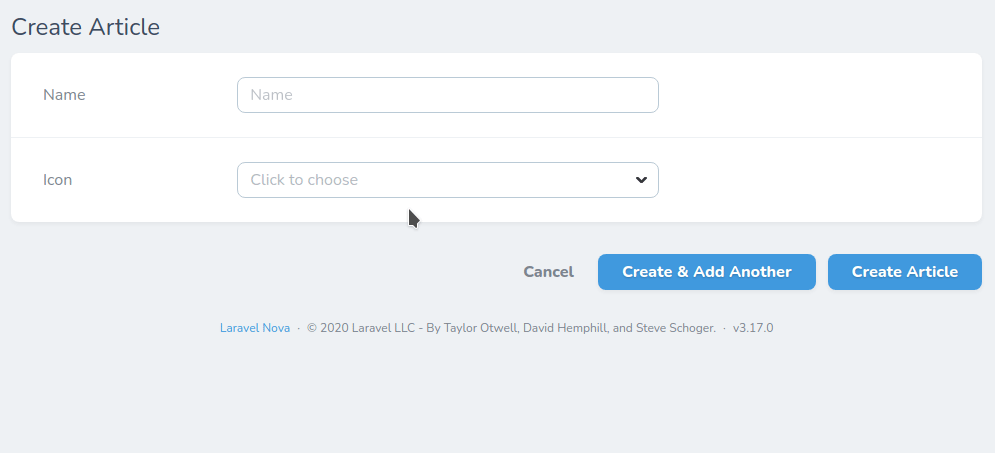 Create Article
Name
Name
Icon
Click to choose
Cancel
Create & Add Another
Create Article
Laravel Nova · © 2020 Laravel LLC - By Taylor Otwell, David Hemphill, and Steve Schoger. · v3.17.0